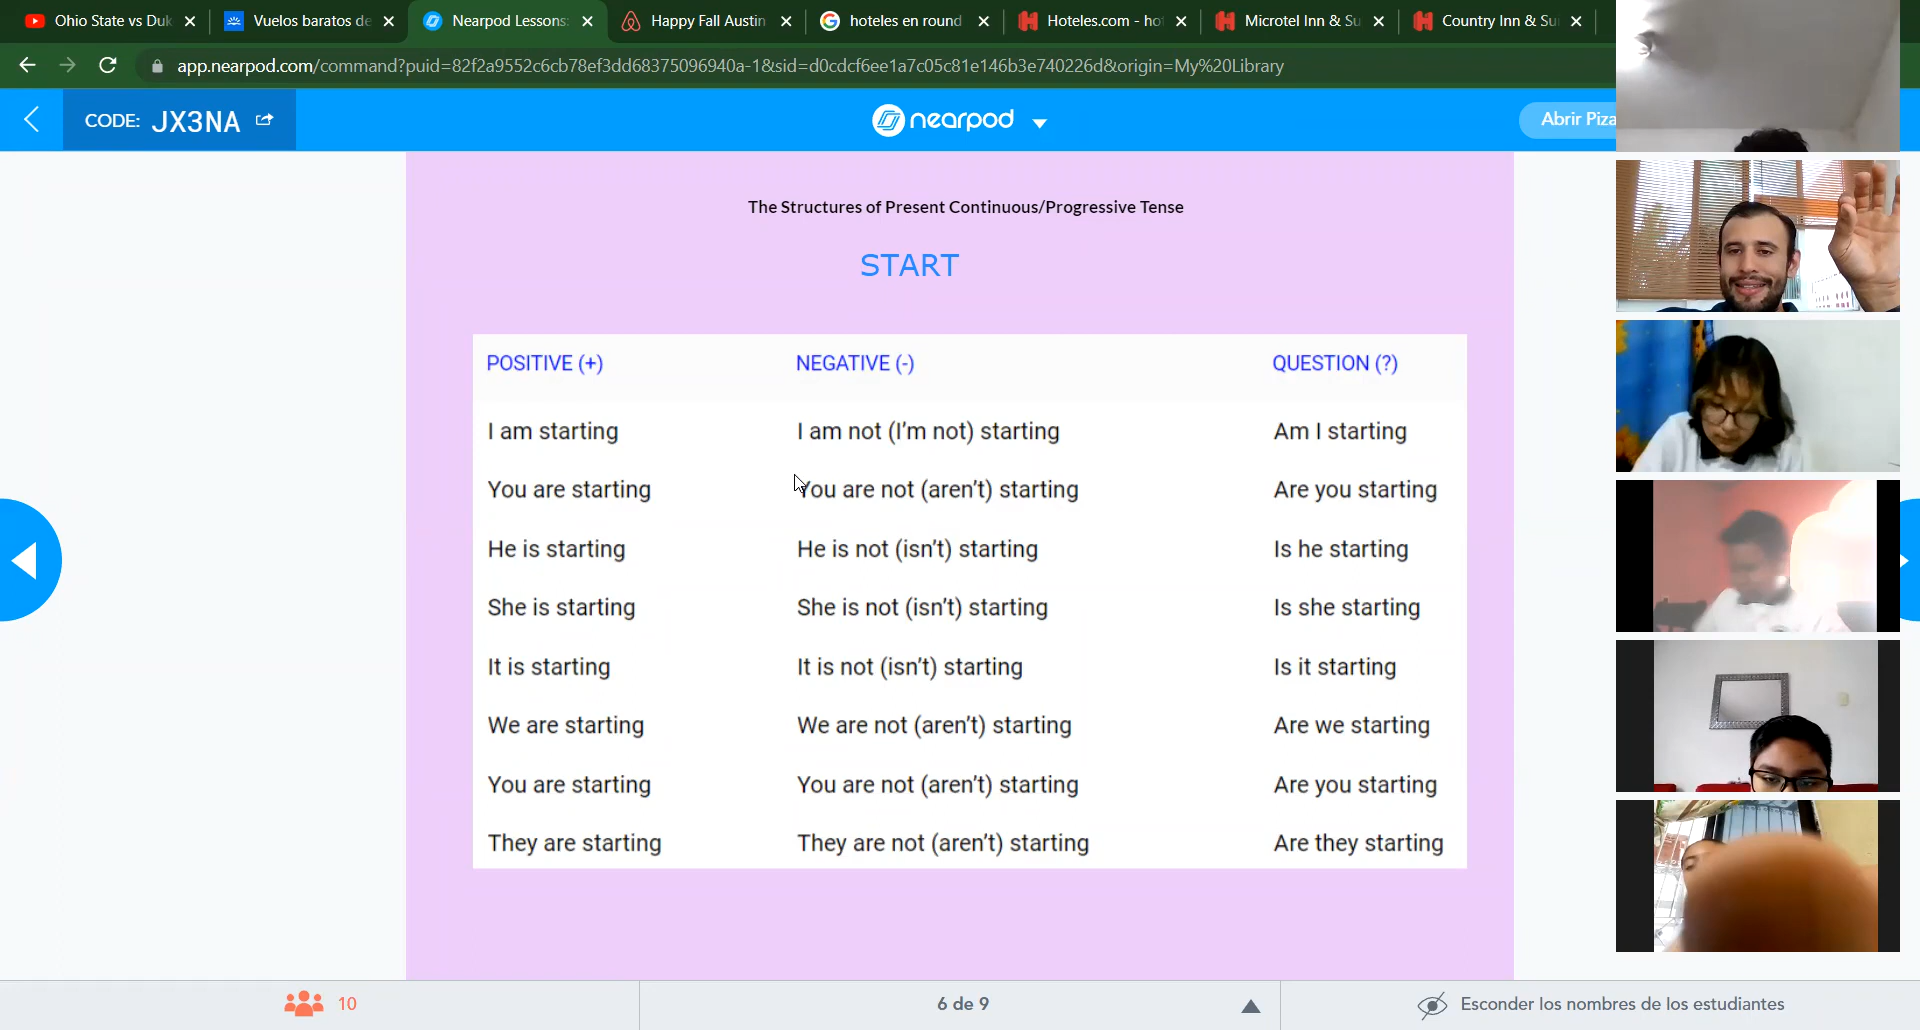 Ohio State vs Duk
Vuelos baratos de
Nearpod Lessons:
Happy Fall Austin
hoteles en round
Hoteles.com - ho
Microtel Inn & Su
Country Inn & Sui
app.nearpod.com/command?puid=82f2a9552c6cb78ef3dd68375096940a-1&sid=d0cdcf6ee1a7c05c81e146b3e740226d&origin=My%20Library
CODE: JX3NA
nearpod
Abrir Piza
The Structures of Present Continuous/Progressive Tense
START
POSITIVE (+) NEGATIVE (-) QUESTION (?)
I am starting I am not (I'm not) starting Am I starting
You are starting You are not (aren't) starting Are you starting
He is starting He is not (isn't) starting Is he starting
She is starting She is not (isn't) starting Is she starting
It is starting It is not (isn't) starting Is it starting
We are starting We are not (aren't) starting Are we starting
You are starting You are not (aren't) starting Are you starting
They are starting They are not (aren't) starting Are they starting
10
6 de 9
Esconder los nombres de los estudiantes